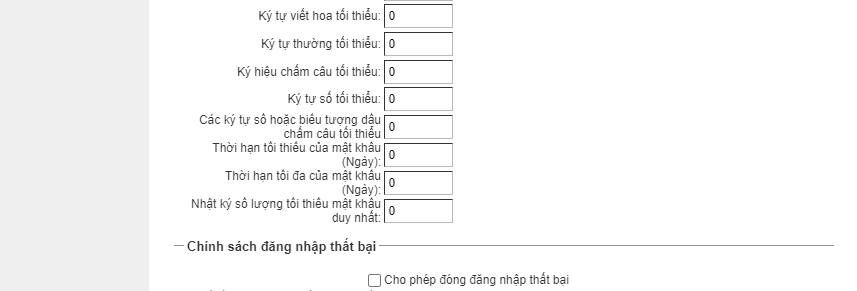 Ký tự viết hoa tối thiểu: 0
Ký tự thường tối thiểu: 0
Ký hiệu chấm câu tối thiểu: 0
Ký tự số tối thiểu: 0
Các ký tự số hoặc biểu tượng dấu
chấm câu tối thiểu 0
Thời hạn tối thiểu của mật khẩu
(Ngày): 0
Thời hạn tối đa của mật khẩu
(Ngày): 0
Nhật ký số lượng tối thiểu mật khẩu
duy nhất: 0
Chính sách đăng nhập thất bại
Cho phép đóng đăng nhập thất bại